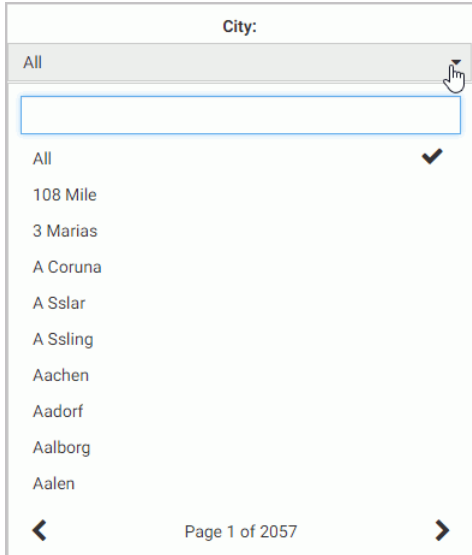 City:
All
All
108 Mile
3 Marias
A Coruna
A Sslar
A Ssling
Aachen
Aadorf
Aalborg
Aalen
Page 1 of 2057